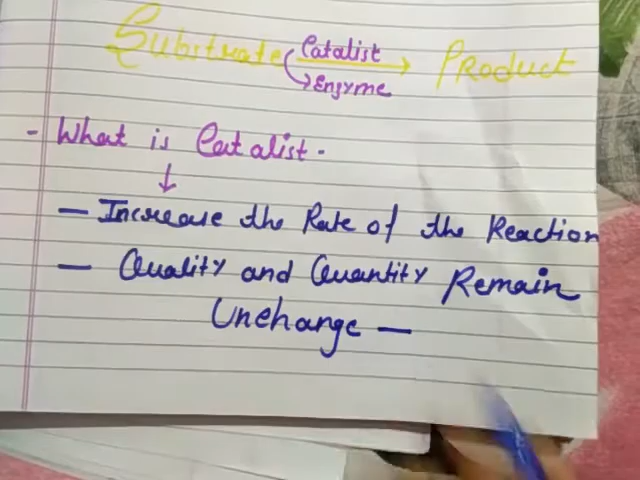 Substrate Catalist → Product
↳ Enzyme
- What is Catalist.
↓
— Increase the Rate of the Reaction
— Quality and Quantity Remain
Unchange —